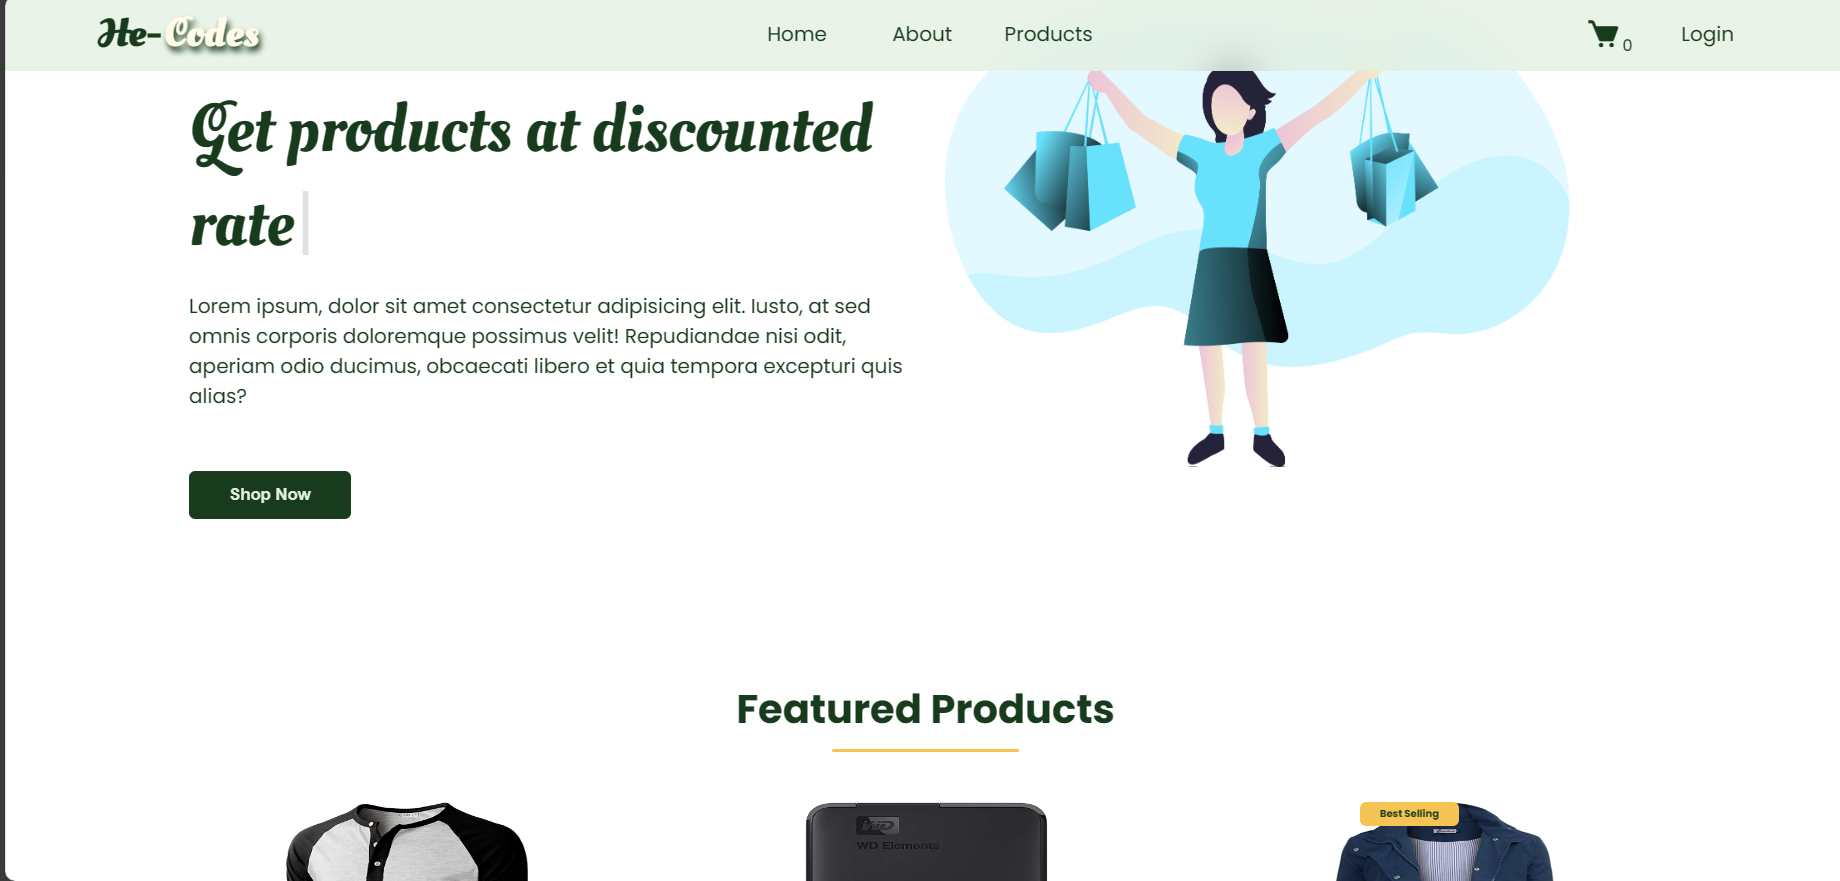 He-Codes
Home About Products
0 Login
Get products at discounted
rate
Lorem ipsum, dolor sit amet consectetur adipisicing elit. Iusto, at sed
omnis corporis doloremque possimus velit! Repudiandae nisi odit,
aperiam odio ducimus, obcaecati libero et quia tempora excepturi quis
alias?
Shop Now
Featured Products
WD
WD Elements
Best Selling